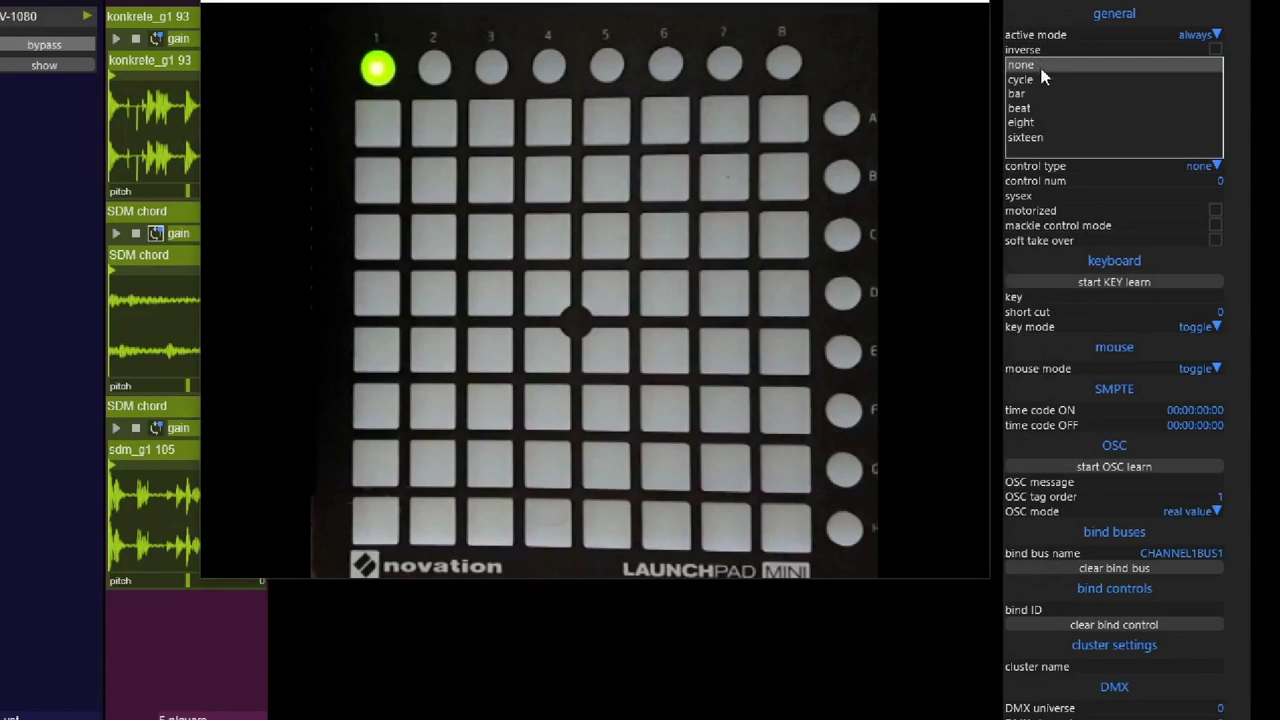 V-1080
bypass
show
konkrete_g1 93
gain
konkrete_g1 93
pitch
SDM chord
gain
SDM chord
pitch
SDM chord
gain
sdm_g1 105
pitch 0
1 2 3 4 5 6 7 8
A
B
C
D
E
F
G
H
novation LAUNCHPAD MINI
general
active mode always
inverse
none
cycle
bar
beat
eight
sixteen
control type none
control num 0
sysex
motorized
mackie control mode
soft take over
keyboard
start KEY learn
key
short cut 0
key mode toggle
mouse
mouse mode toggle
SMPTE
time code ON 00:00:00:00
time code OFF 00:00:00:00
OSC
start OSC learn
OSC message
OSC tag order 1
OSC mode real value
bind buses
bind bus name CHANNEL1BUS1
clear bind bus
bind controls
bind ID
clear bind control
cluster settings
cluster name
DMX
DMX universe 0